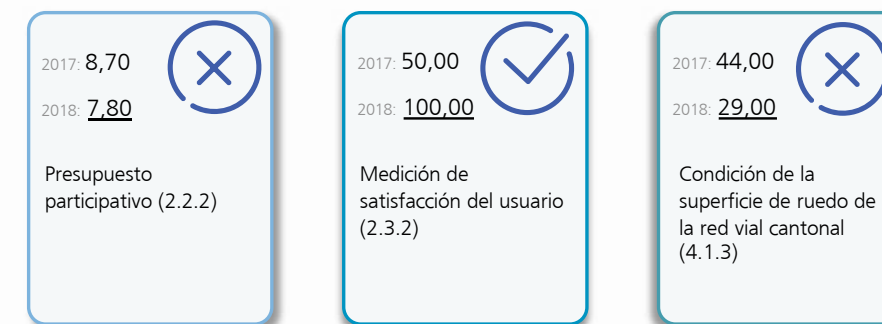 2017: 8,70
2018: 7,80
Presupuesto
participativo (2.2.2)
2017: 50,00
2018: 100,00
Medición de
satisfacción del usuario
(2.3.2)
2017: 44,00
2018: 29,00
Condición de la
superficie de ruedo de
la red vial cantonal
(4.1.3)